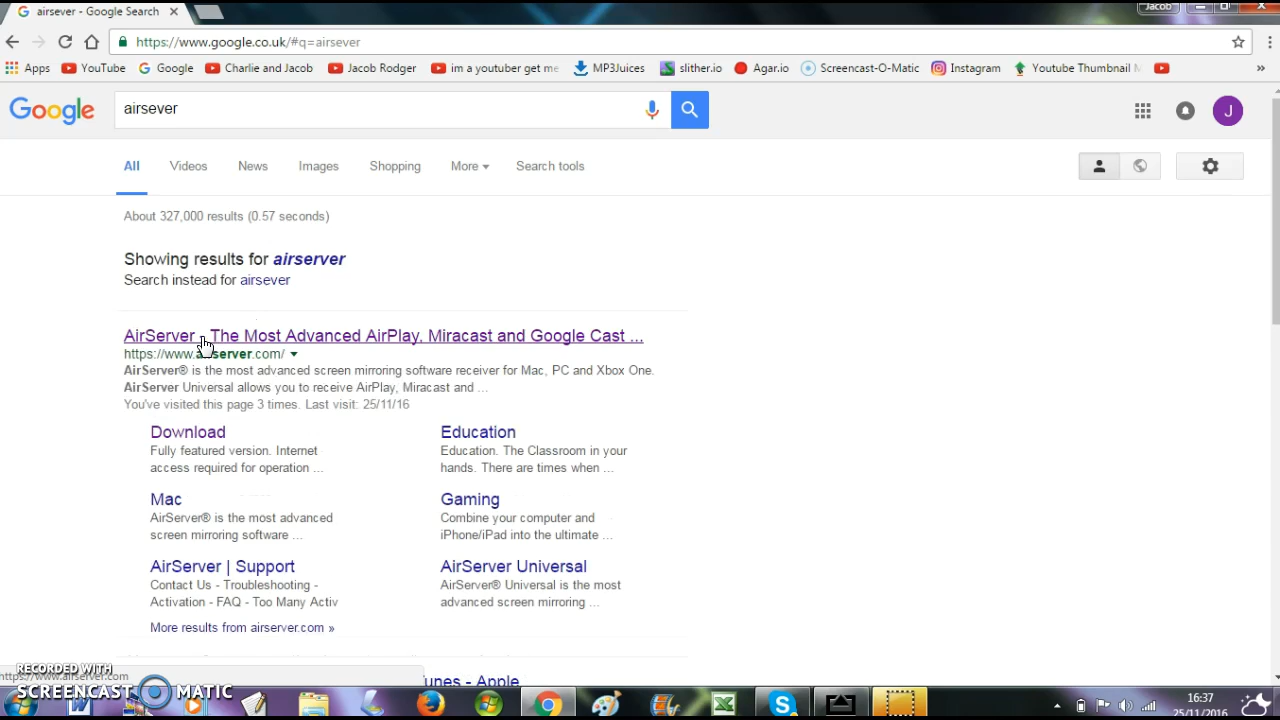 airsever - Google Search
Jacob
https://www.google.co.uk/#q=airsever
Apps YouTube Google Charlie and Jacob Jacob Rodger im a youtuber get me MP3Juices slither.io Agar.io Screencast-O-Matic Instagram Youtube Thumbnail »
Google airsever J
All Videos News Images Shopping More Search tools
About 327,000 results (0.57 seconds)
Showing results for airserver
Search instead for airsever
AirServer - The Most Advanced AirPlay, Miracast and Google Cast ...
https://www.airserver.com/
AirServer® is the most advanced screen mirroring software receiver for Mac, PC and Xbox One.
AirServer Universal allows you to receive AirPlay, Miracast and ...
You've visited this page 3 times. Last visit: 25/11/16
Download
Fully featured version. Internet
access required for operation ...
Education
Education. The Classroom in your
hands. There are times when ...
Mac
AirServer® is the most advanced
screen mirroring software ...
Gaming
Combine your computer and
iPhone/iPad into the ultimate ...
AirServer | Support
Contact Us - Troubleshooting -
Activation - FAQ - Too Many Activ
AirServer Universal
AirServer® Universal is the most
advanced screen mirroring ...
More results from airserver.com »
https://www.airserver.com
unes - Apple
RECORDED WITH
SCREENCAST MATIC
16:37
25/11/2016